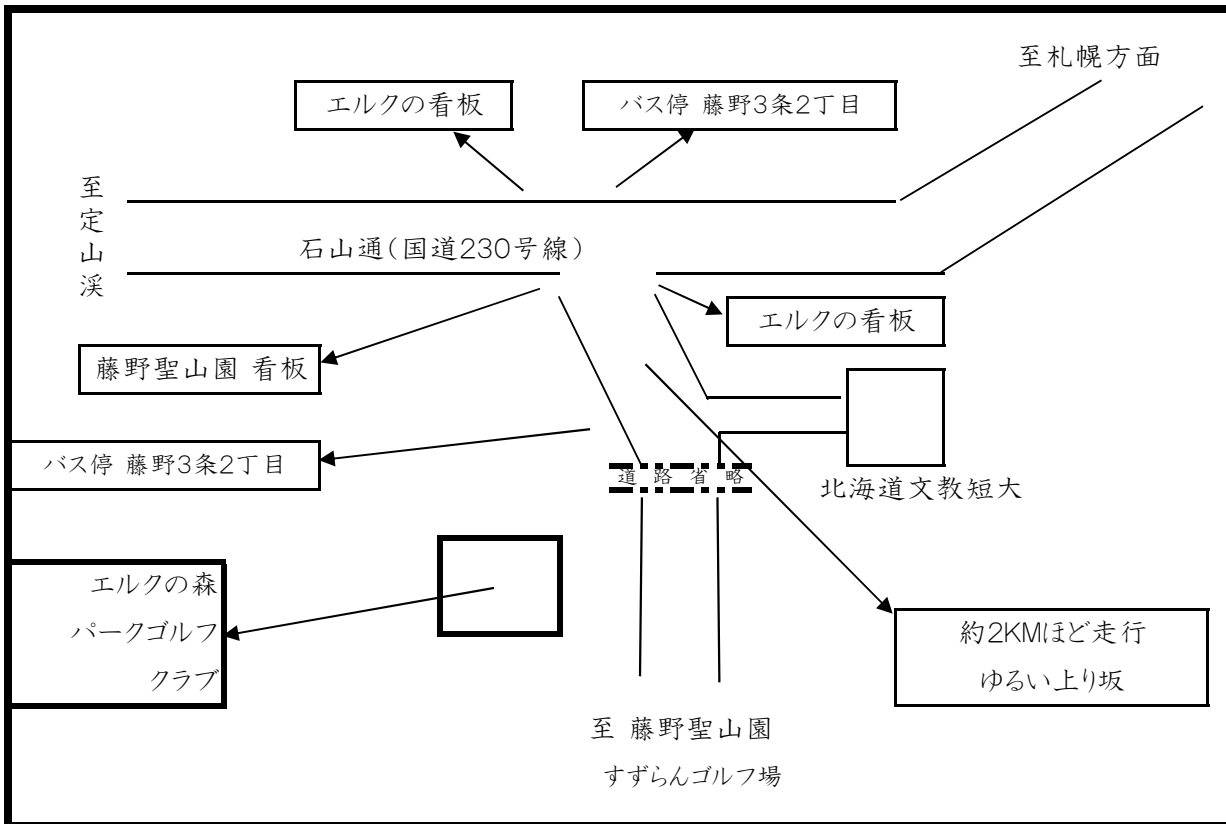 至札幌方面
エルクの看板
バス停 藤野3条2丁目
至定山渓
石山通(国道230号線)
エルクの看板
藤野聖山園 看板
バス停 藤野3条2丁目
道路省略
北海道文教短大
エルクの森
パークゴルフ
クラブ
約2KMほど走行
ゆるい上り坂
至 藤野聖山園
すずらんゴルフ場